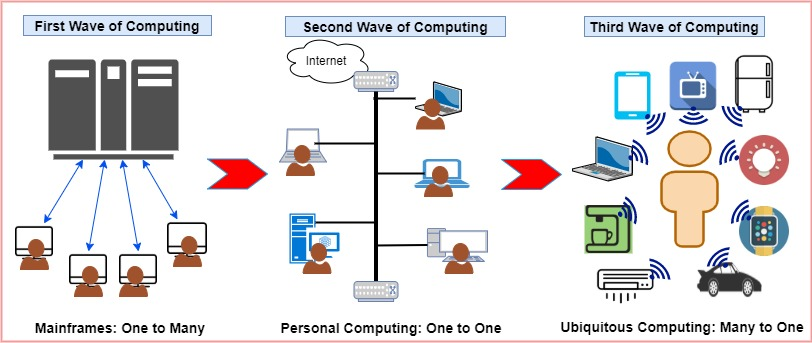 First Wave of Computing
Second Wave of Computing
Third Wave of Computing
Internet
Mainframes: One to Many
Personal Computing: One to One
Ubiquitous Computing: Many to One